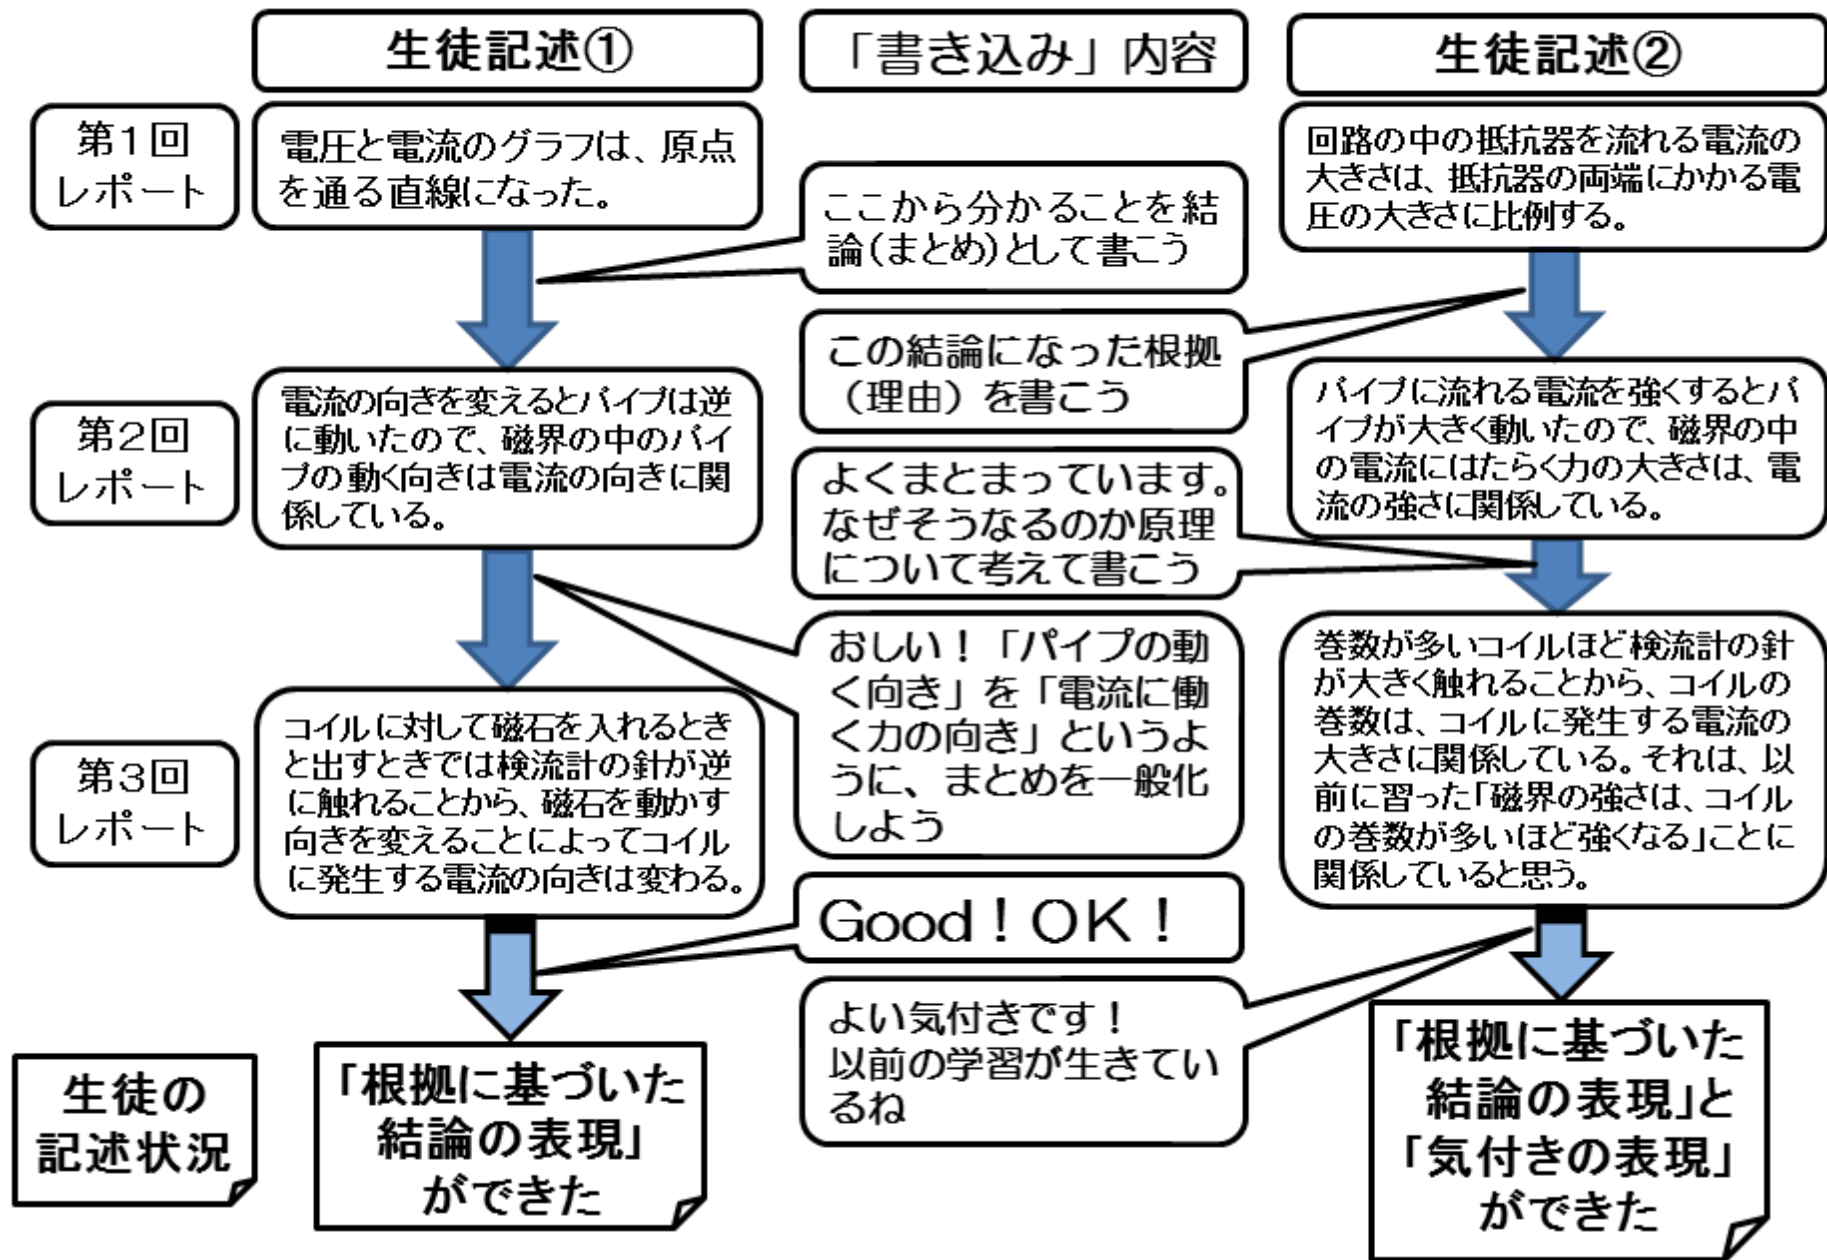 生徒記述①
「書き込み」内容
生徒記述②
第1回
レポート
電圧と電流のグラフは、原点
を通る直線になった。
ここから分かることを結
論(まとめ)として書こう
回路の中の抵抗器を流れる電流の
大きさは、抵抗器の両端にかかる電
圧の大きさに比例する。
この結論になった根拠
（理由）を書こう
第2回
レポート
電流の向きを変えるとパイプは逆
に動いたので、磁界の中のパイ
プの動く向きは電流の向きに関
係している。
よくまとまっています。
なぜそうなるのか原理
について考えて書こう
パイプに流れる電流を強くするとパ
イプが大きく動いたので、磁界の中
の電流にはたらく力の大きさは、電
流の強さに関係している。
おしい！「パイプの動
く向き」を「電流に働
く力の向き」というよ
うに、まとめを一般化
しよう
第3回
レポート
コイルに対して磁石を入れるとき
と出すときでは検流計の針が逆
に触れることから、磁石を動かす
向きを変えることによってコイル
に発生する電流の向きは変わる。
巻数が多いコイルほど検流計の針
が大きく触れることから、コイルの
巻数は、コイルに発生する電流の
大きさに関係している。それは、以
前に習った「磁界の強さは、コイル
の巻数が多いほど強くなる」ことに
関係していると思う。
Good！OK！
よい気付きです！
以前の学習が生きてい
るね
生徒の
記述状況
「根拠に基づいた
結論の表現」
ができた
「根拠に基づいた
結論の表現」と
「気付きの表現」
ができた